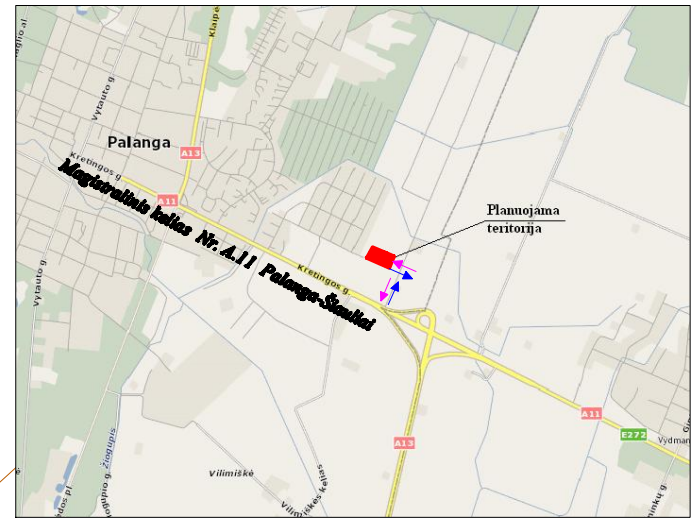 Klaipė
Vytauto g.
Palanga
A13
Kretingos g.
A11
Magistralinis kelias Nr. A.11 Palanga-Šiauliai
Planuojama
teritorija
Kretingos g.
Vytauto g.
A11
E272
A13
Vilimiškė
Vilimiškės kelias
Žiogupis